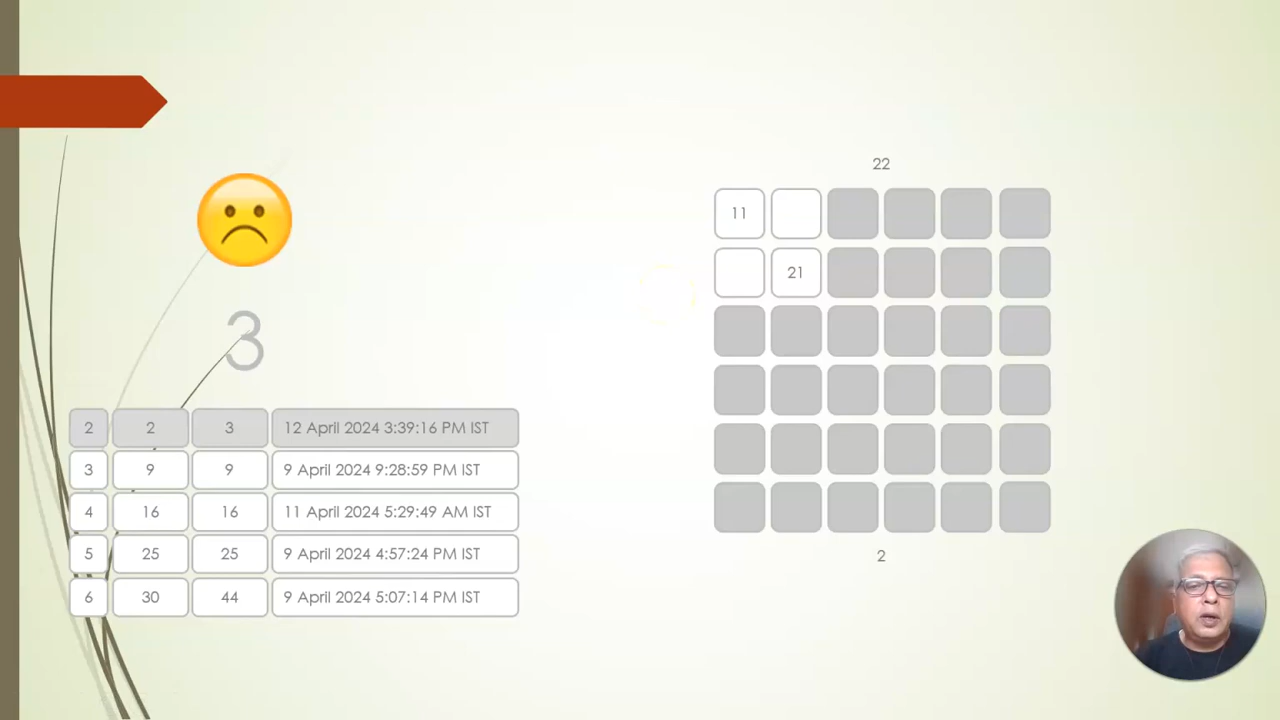 3
2 2 3 12 April 2024 3:39:16 PM IST
3 9 9 9 April 2024 9:28:59 PM IST
4 16 16 11 April 2024 5:29:49 AM IST
5 25 25 9 April 2024 4:57:24 PM IST
6 30 44 9 April 2024 5:07:14 PM IST
22
11
21
2